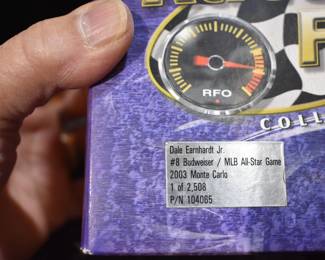 RFO
COLL
Dale Earnhardt Jr.
#8 Budweiser / MLB All-Star Game
2003 Monte Carlo
1 of 2,508
P/N 104065